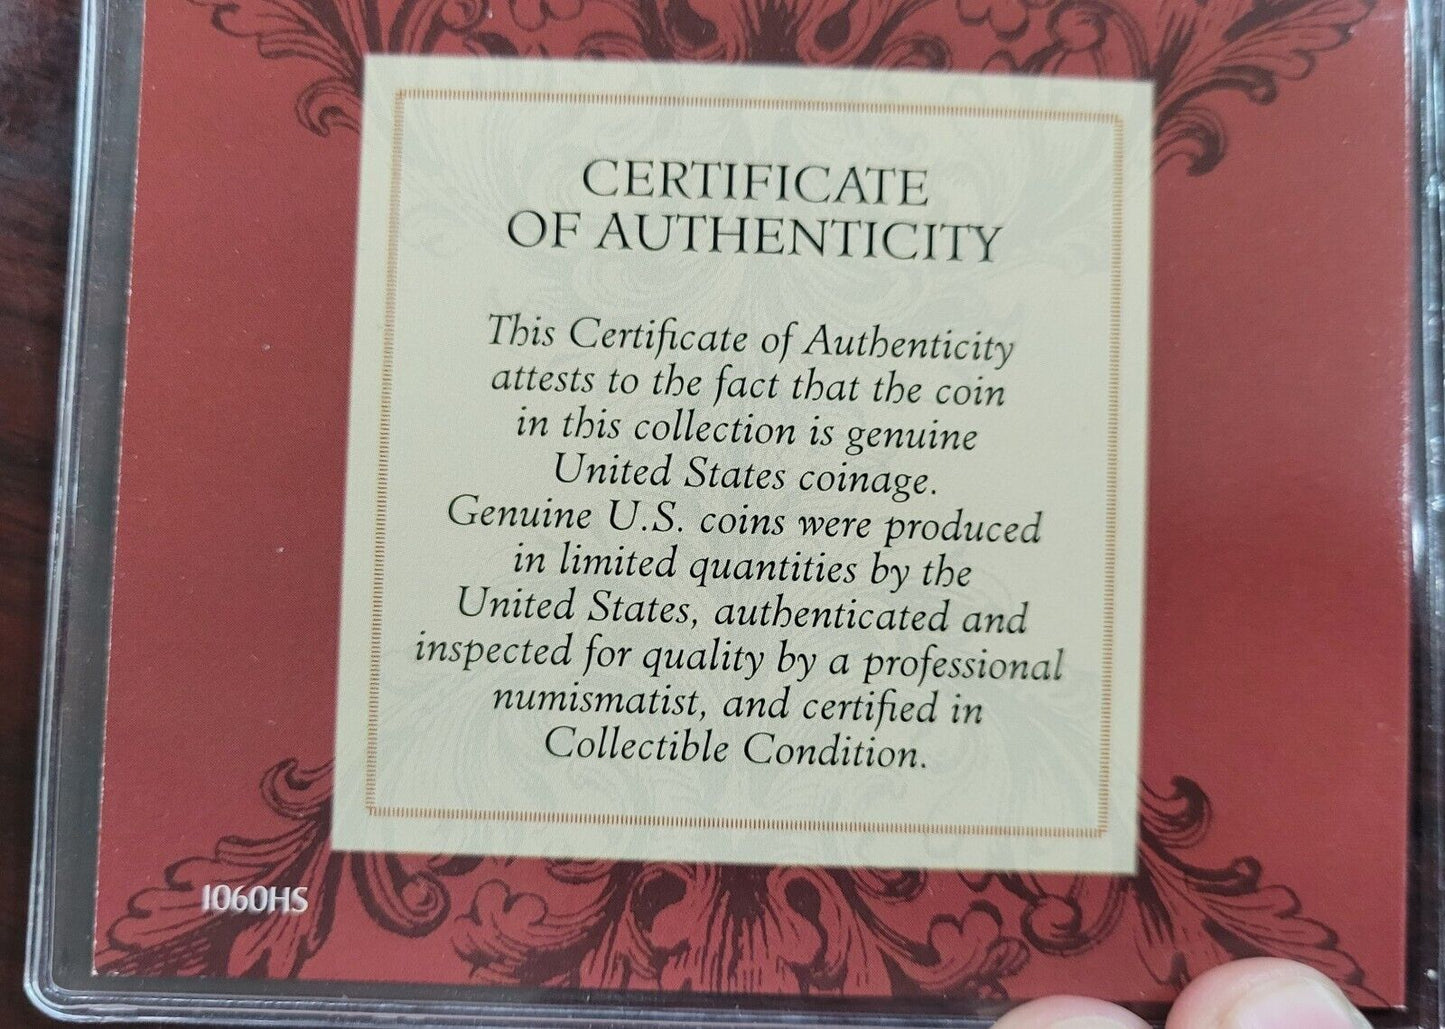 CERTIFICATE
OF AUTHENTICITY
This Certificate of Authenticity
attests to the fact that the coin
in this collection is genuine
United States coinage.
Genuine U.S. coins were produced
in limited quantities by the
United States, authenticated and
inspected for quality by a professional
numismatist, and certified in
Collectible Condition.
1060HS